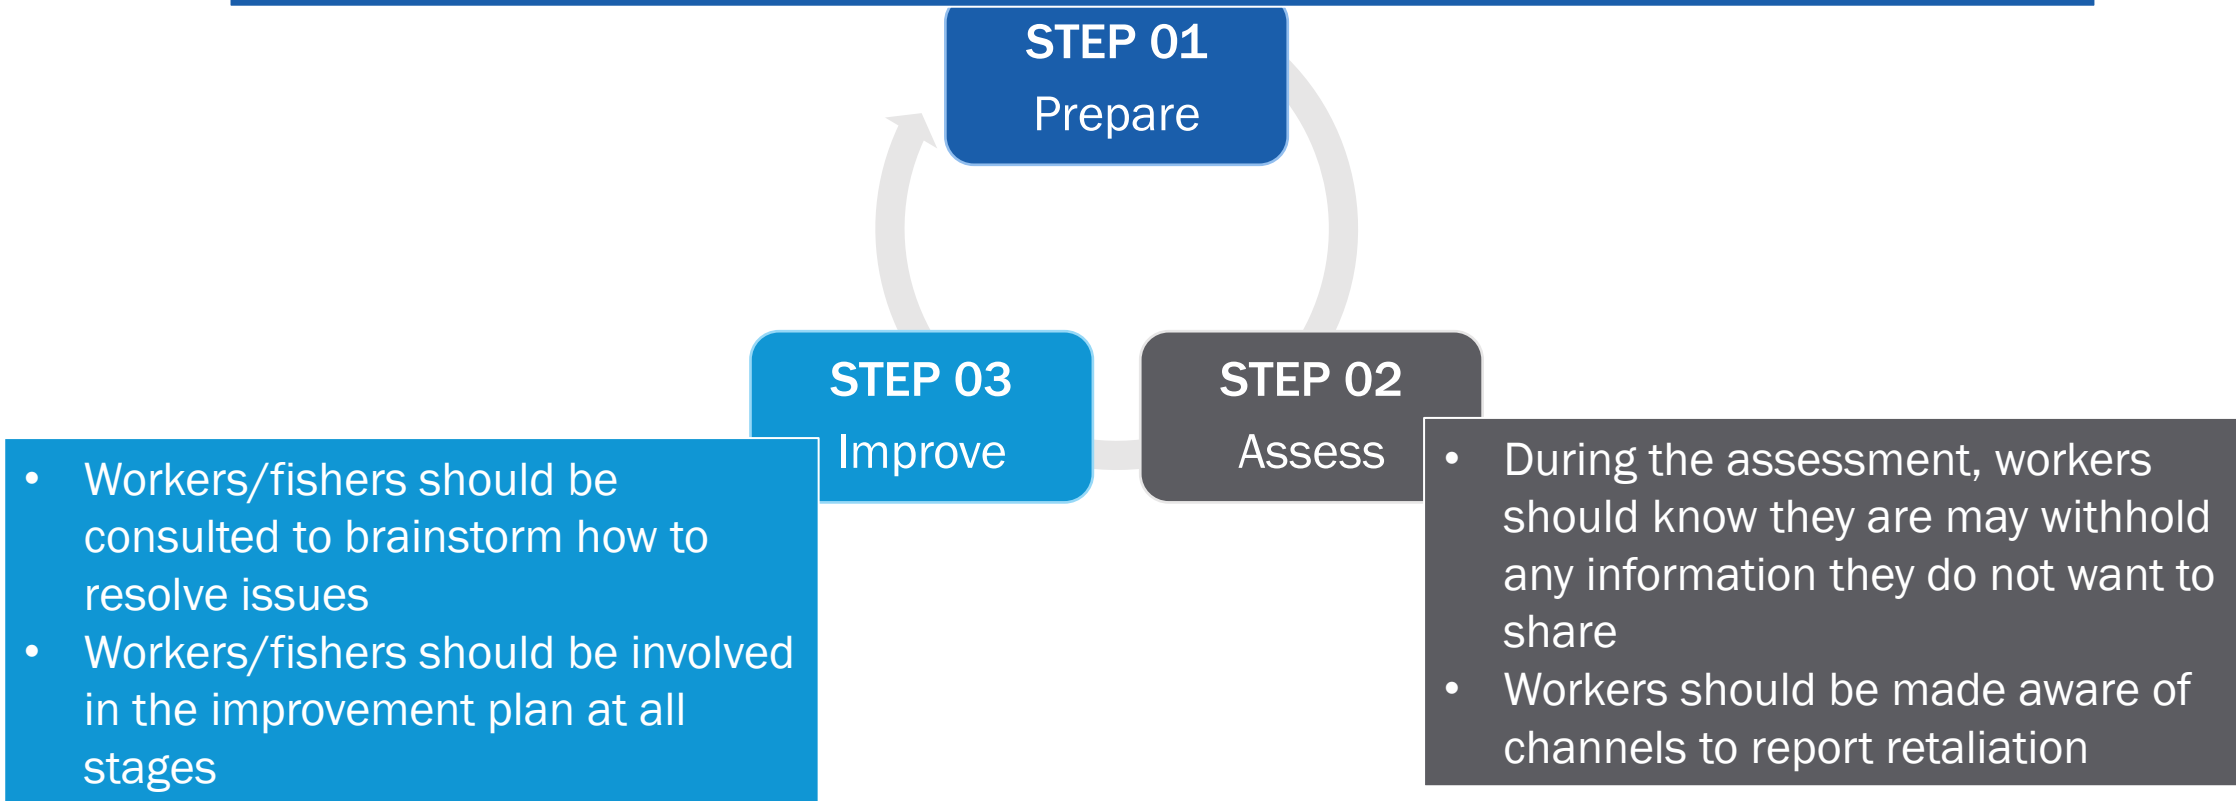 STEP 01
Prepare
STEP 03
Improve
STEP 02
Assess
• Workers/fishers should be
consulted to brainstorm how to
resolve issues
• Workers/fishers should be involved
in the improvement plan at all
stages
• During the assessment, workers
should know they are may withhold
any information they do not want to
share
• Workers should be made aware of
channels to report retaliation